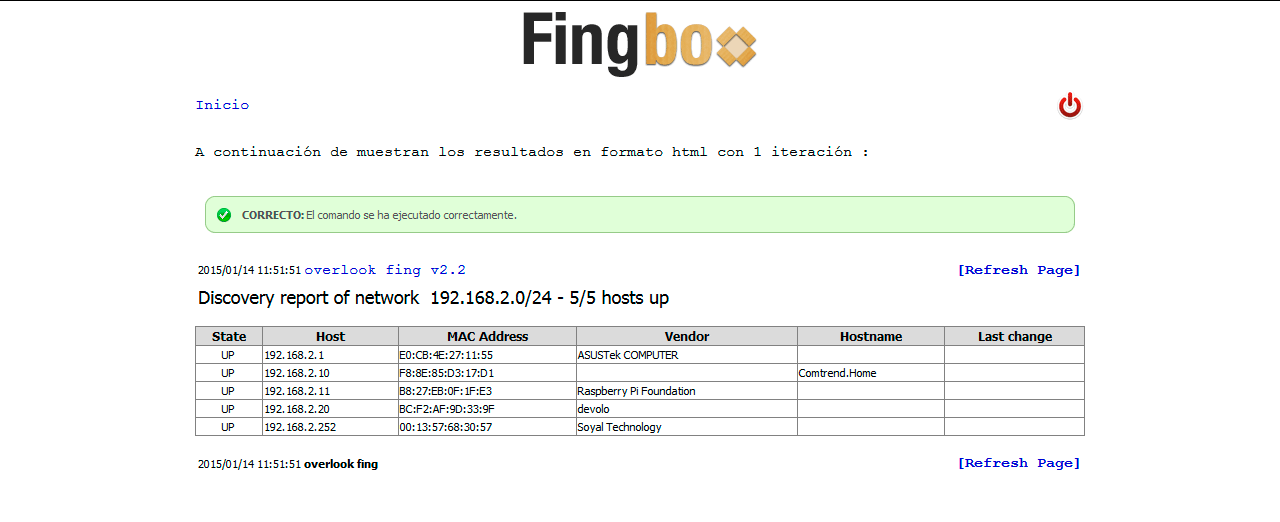 Fingbox
Inicio
A continuación de muestran los resultados en formato html con 1 iteración :
CORRECTO: El comando se ha ejecutado correctamente.
2015/01/14 11:51:51 overlook fing v2.2 [Refresh Page]
Discovery report of network 192.168.2.0/24 - 5/5 hosts up
State Host MAC Address Vendor Hostname Last change
UP 192.168.2.1 E0:CB:4E:27:11:55 ASUSTek COMPUTER
UP 192.168.2.10 F8:8E:85:D3:17:D1 Comtrend.Home
UP 192.168.2.11 B8:27:EB:0F:1F:E3 Raspberry Pi Foundation
UP 192.168.2.20 BC:F2:AF:9D:33:9F devolo
UP 192.168.2.252 00:13:57:68:30:57 Soyal Technology
2015/01/14 11:51:51 overlook fing [Refresh Page]